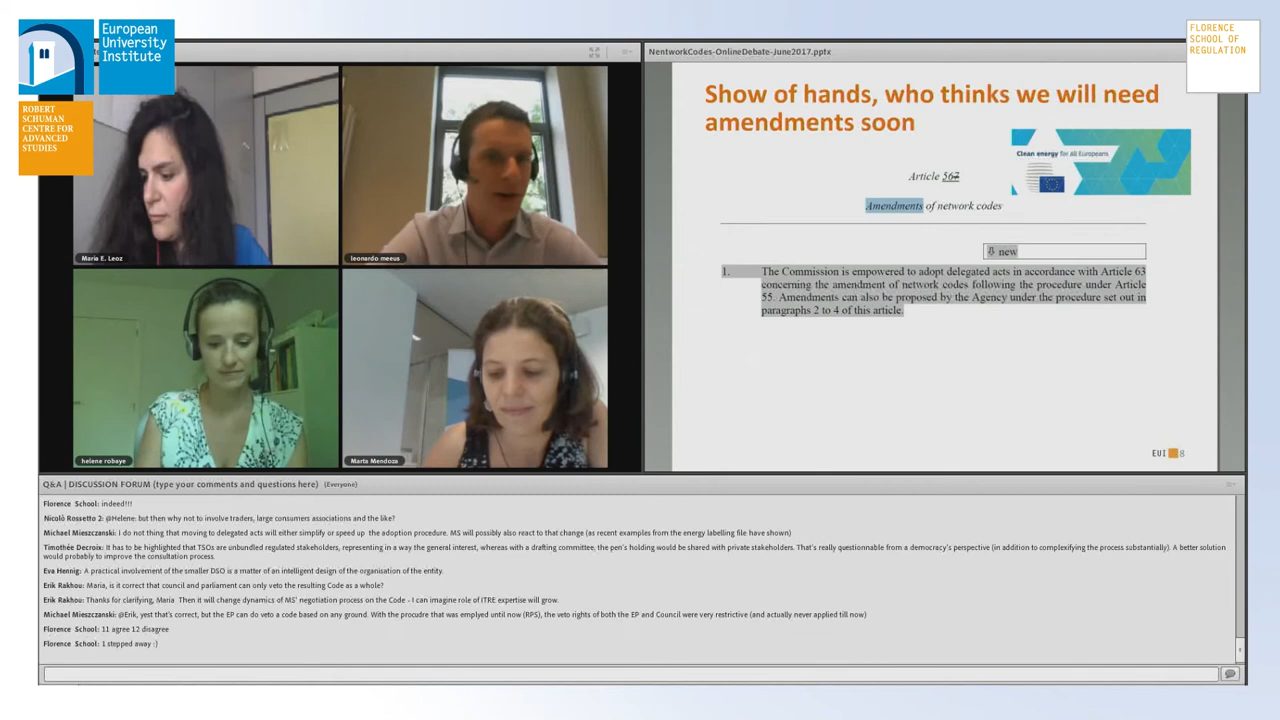 European
University
Institute
ROBERT
SCHUMAN
CENTRE FOR
ADVANCED
STUDIES
FLORENCE
SCHOOL OF
REGULATION
NentworkCodes-OnlineDebate-June2017.pptx
Maria E. Leoz
leonardo meeus
helene robaye
Marta Mendoza
Show of hands, who thinks we will need
amendments soon
Clean energy for all Europeans
Article 567
Amendments of network codes
⇩ new
1. The Commission is empowered to adopt delegated acts in accordance with Article 63
concerning the amendment of network codes following the procedure under Article
55. Amendments can also be proposed by the Agency under the procedure set out in
paragraphs 2 to 4 of this article.
EUI 8
Q&A | DISCUSSION FORUM (type your comments and questions here) (Everyone)
Florence School: indeed!!!
Nicolò Rossetto 2: @Helene: but then why not to involve traders, large consumers associations and the like?
Michael Mieszczanski: I do not thing that moving to delegated acts will either simplify or speed up the adoption procedure. MS will possibly also react to that change (as recent examples from the energy labelling file have shown)
Timothée Decroix: It has to be highlighted that TSOs are unbundled regulated stakeholders, representing in a way the general interest, whereas with a drafting committee, the pen's holding would be shared with private stakeholders. That's really questionnable from a democracy's perspective (in addition to complexifying the process substantially). A better solution
would probably to improve the consultation process.
Eva Hennig: A practical involvement of the smaller DSO is a matter of an intelligent design of the organisation of the entity.
Erik Rakhou: Maria, is it correct that council and parliament can only veto the resulting Code as a whole?
Erik Rakhou: Thanks for clarifying, Maria Then it will change dynamics of MS' negotiation process on the Code - I can imagine role of ITRE expertise will grow.
Michael Mieszczanski: @Erik, yest that's correct, but the EP can do veto a code based on any ground. With the procudre that was emplyed until now (RPS), the veto rights of both the EP and Council were very restrictive (and actually never applied till now)
Florence School: 11 agree 12 disagree
Florence School: 1 stepped away :)